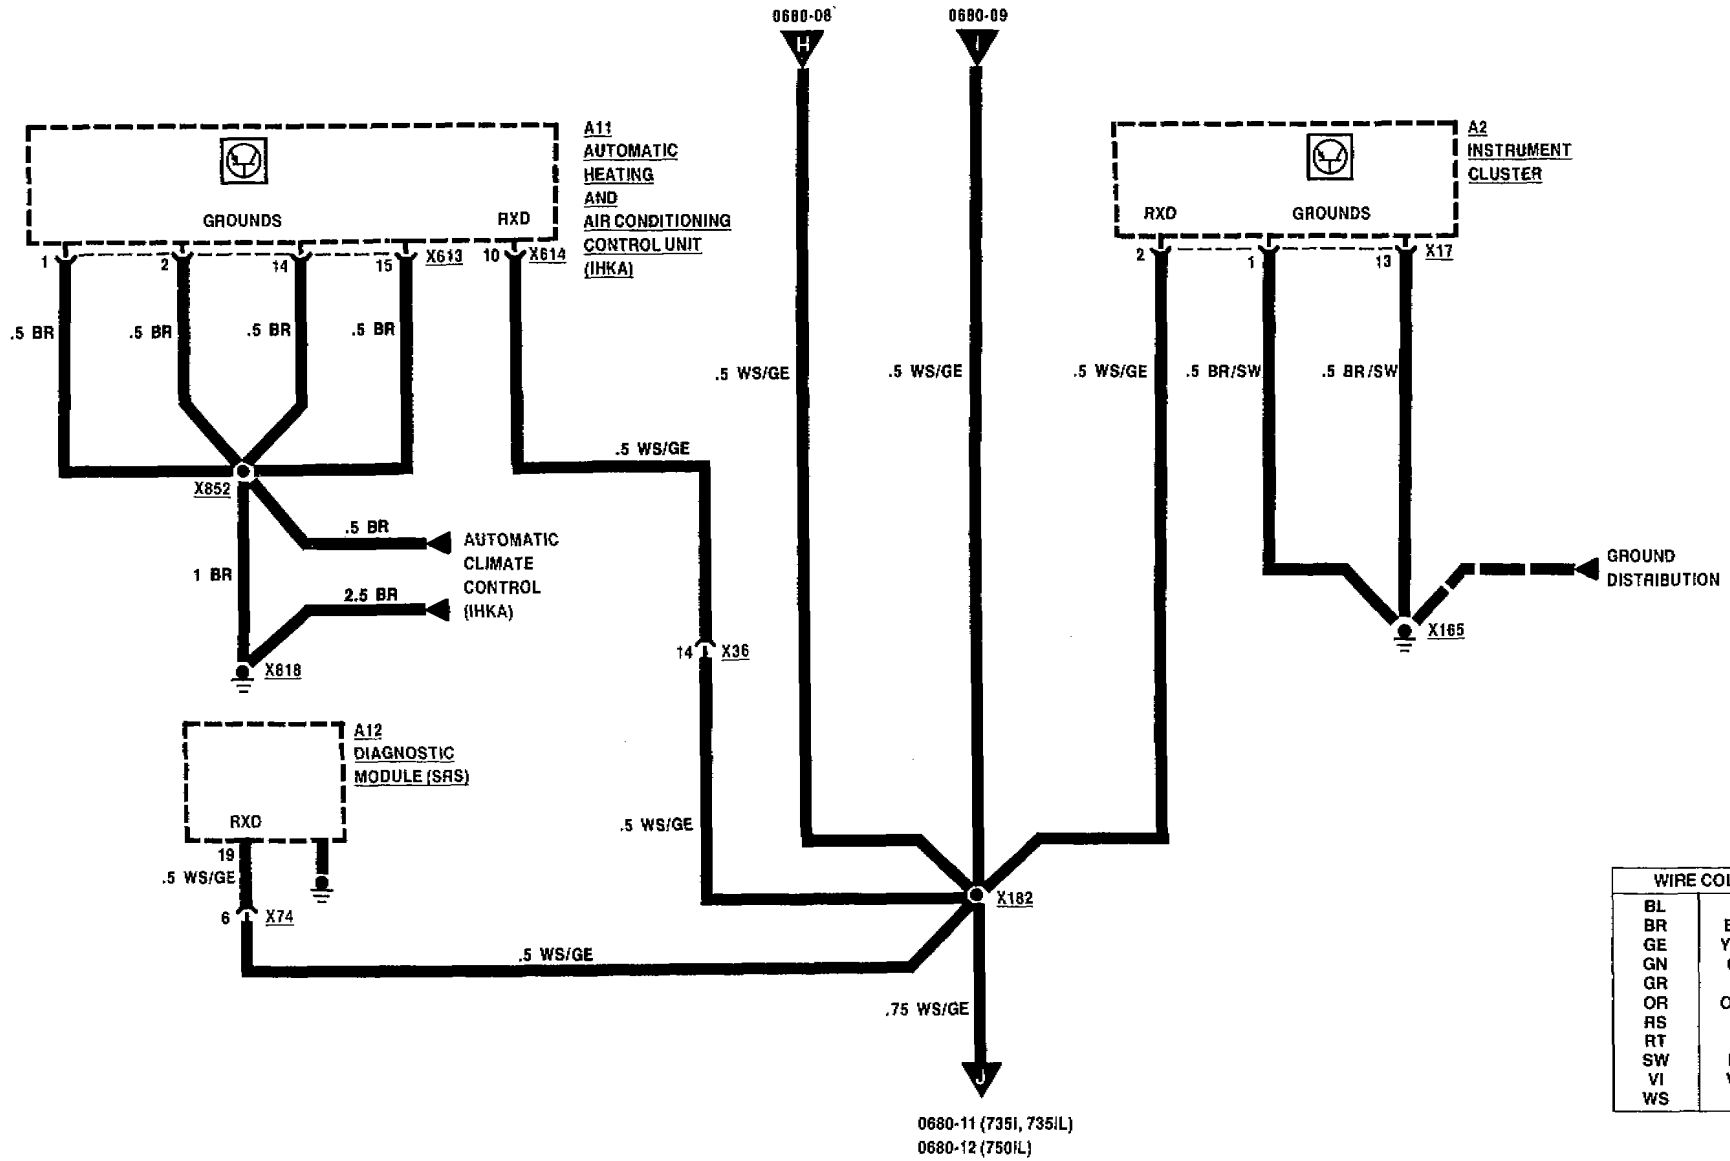 0680-08
0680-09
H
I
A11
AUTOMATIC
HEATING
AND
AIR CONDITIONING
CONTROL UNIT
(IHKA)
GROUNDS
RXD
1
2
14
15
X613
10
X614
A2
INSTRUMENT
CLUSTER
RXD
GROUNDS
2
1
13
X17
.5 BR
.5 BR
.5 BR
.5 BR
.5 WS/GE
.5 WS/GE
.5 WS/GE
.5 BR/SW
.5 BR/SW
.5 WS/GE
X852
.5 BR
AUTOMATIC
CLIMATE
CONTROL
(IHKA)
1 BR
2.5 BR
GROUND
DISTRIBUTION
X165
14
X36
X818
A12
DIAGNOSTIC
MODULE (SRS)
RXD
19
.5 WS/GE
6
X74
.5 WS/GE
X182
.5 WS/GE
.75 WS/GE
J
0680-11 (735I, 735IL)
0680-12 (750IL)
WIRE COL
BL
BR
GE Y
GN
GR
OR O
RS
RT
SW
VI
WS